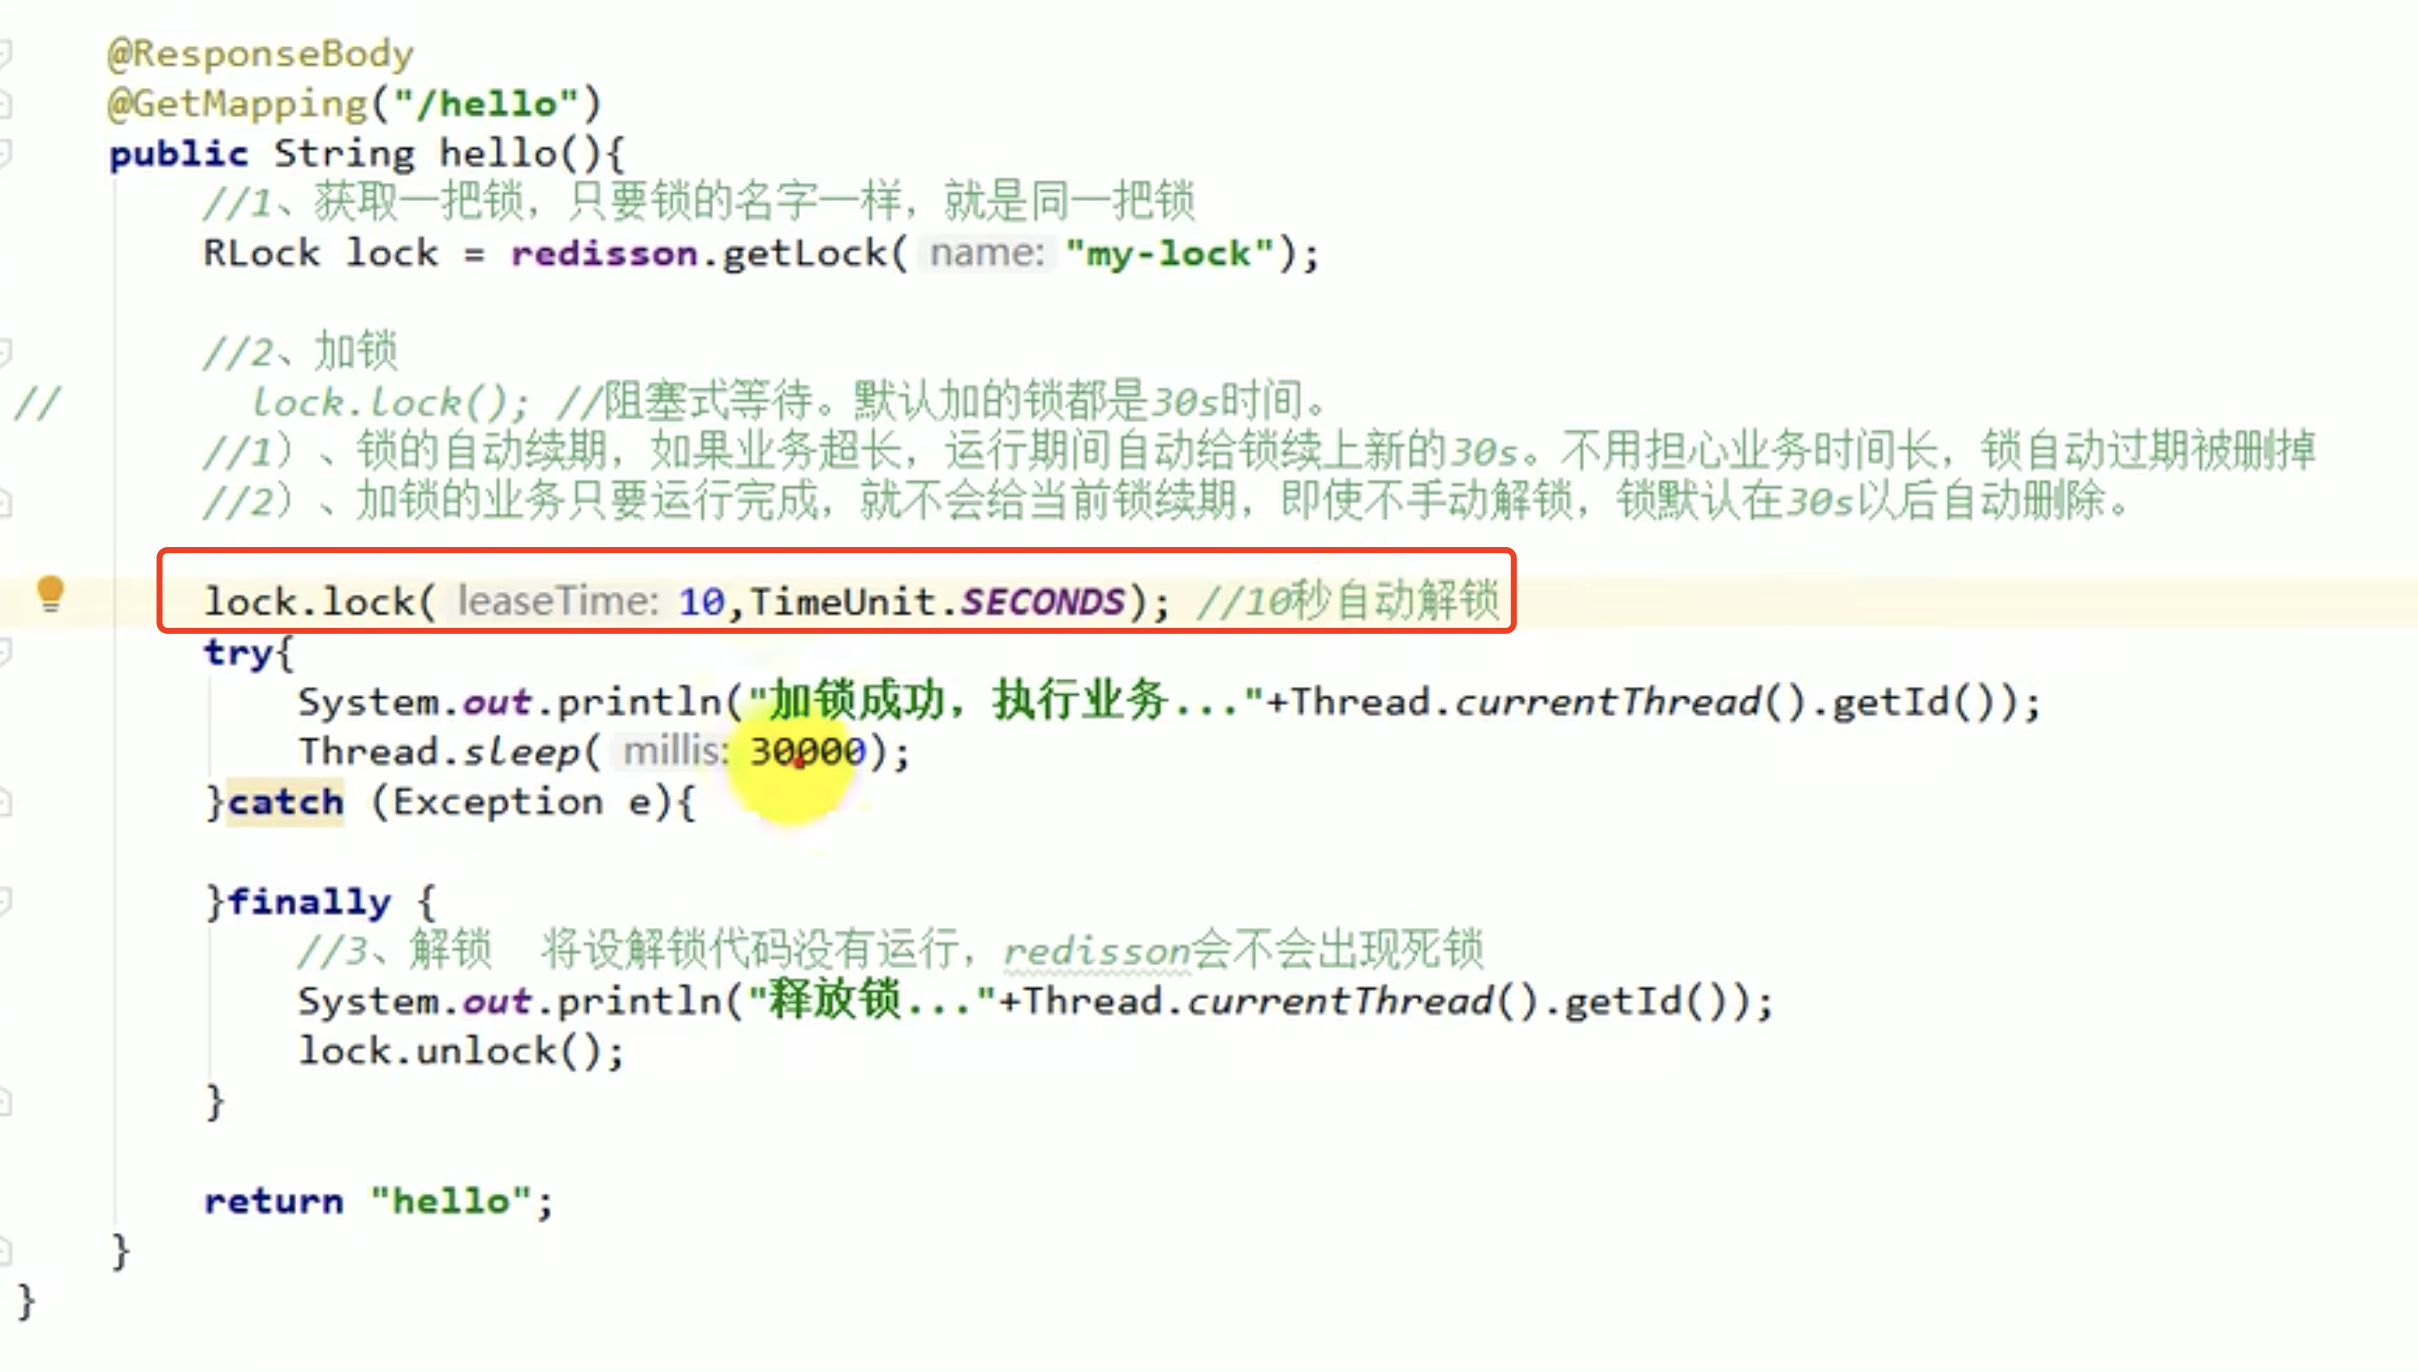 @ResponseBody
@GetMapping("/hello")
public String hello(){
//1、获取一把锁，只要锁的名字一样，就是同一把锁
RLock lock = redisson.getLock( name: "my-lock");
//2、加锁
// lock.lock(); //阻塞式等待。默认加的锁都是30s时间。
//1）、锁的自动续期，如果业务超长，运行期间自动给锁续上新的30s。不用担心业务时间长，锁自动过期被删掉
//2）、加锁的业务只要运行完成，就不会给当前锁续期，即使不手动解锁，锁默认在30s以后自动删除。
lock.lock( leaseTime: 10,TimeUnit.SECONDS); //10秒自动解锁
try{
System.out.println("加锁成功，执行业务..."+Thread.currentThread().getId());
Thread.sleep( millis: 30000);
}catch (Exception e){
}finally {
//3、解锁 将设解锁代码没有运行，redisson会不会出现死锁
System.out.println("释放锁..."+Thread.currentThread().getId());
lock.unlock();
}
return "hello";
}
}